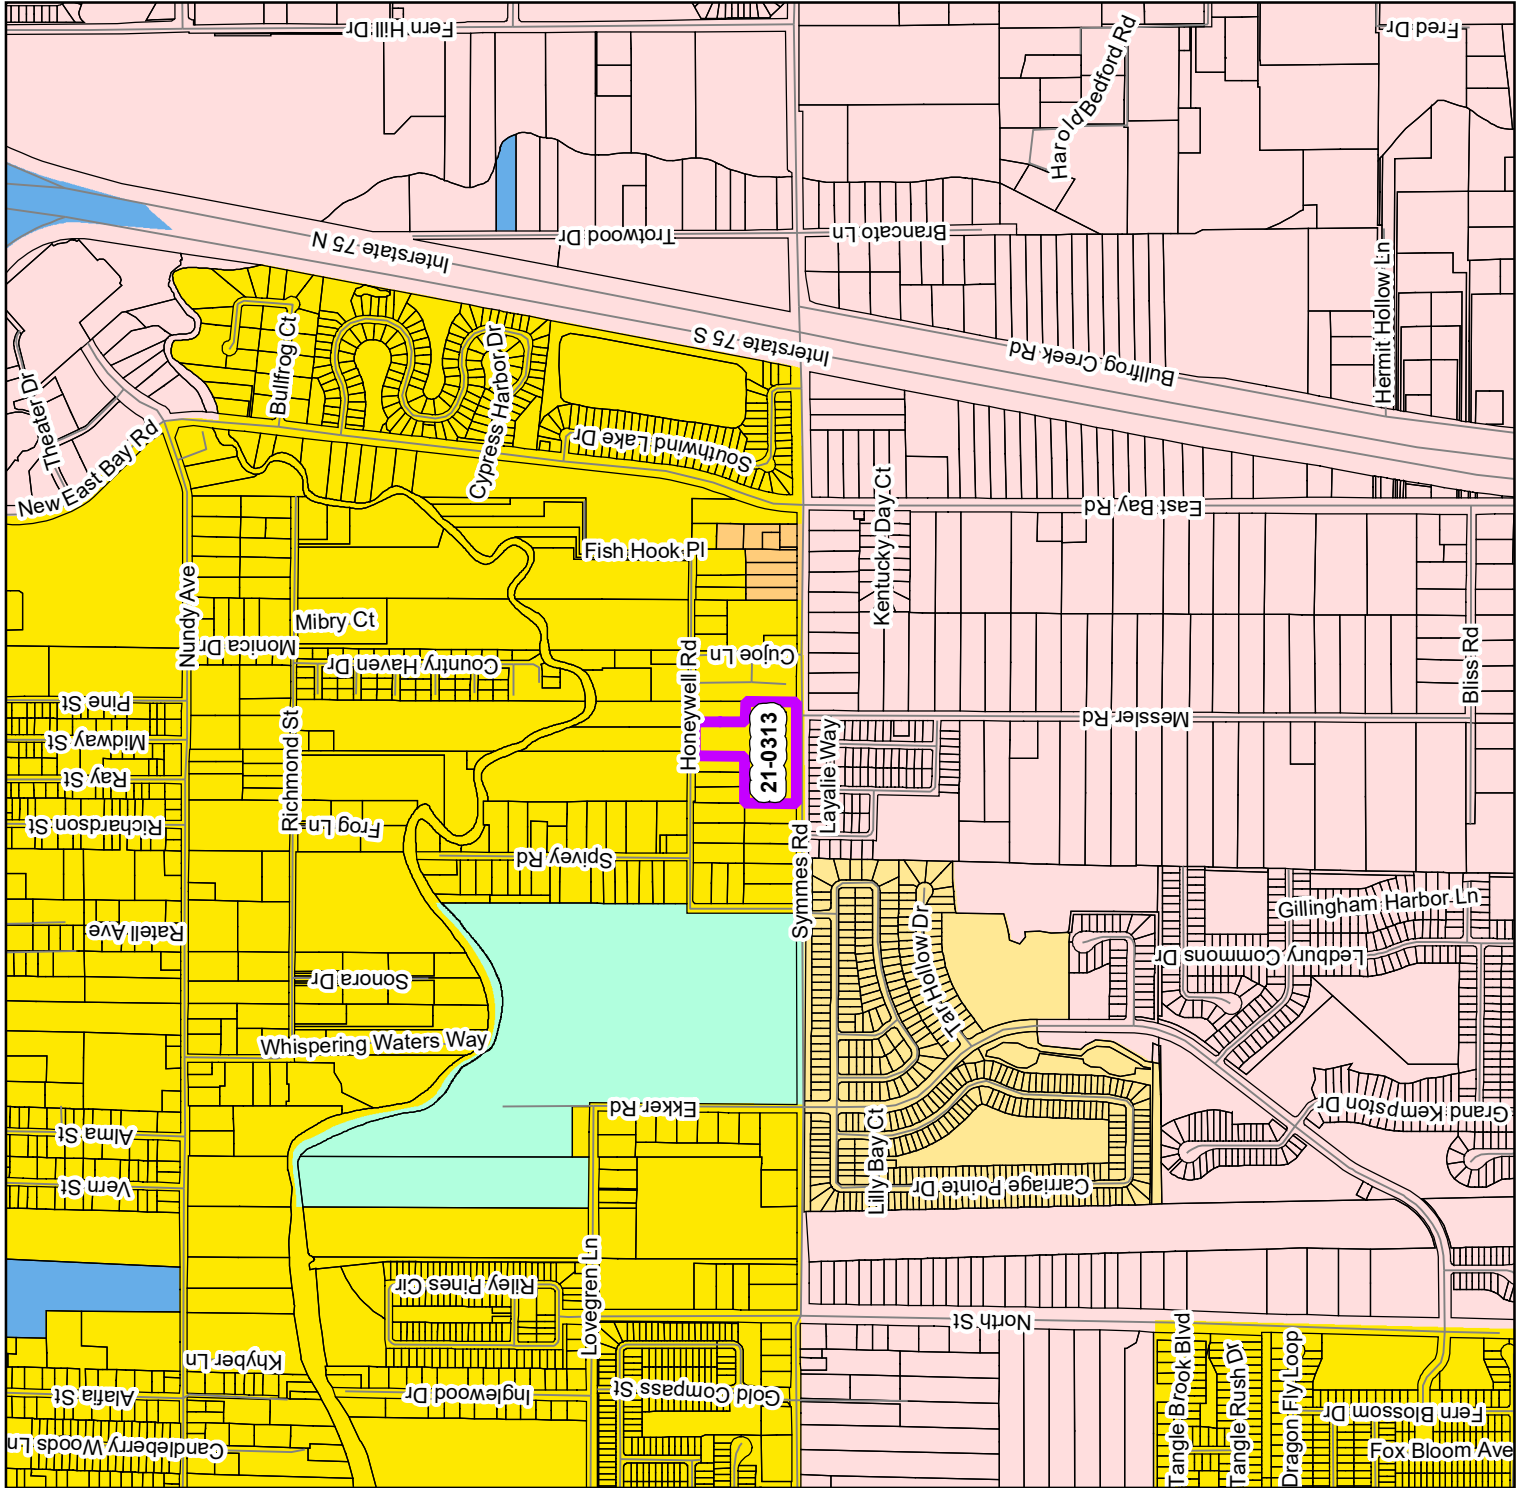 Fern Hill Dr
Fred Dr
Harold Bedford Rd
Trotwood Dr
Brancato Ln
Interstate 75 N
Hermit Hollow Ln
Interstate 75 S
Bullfrog Creek Rd
Bullfrog Ct
Cypress Harbor Dr
Theater Dr
New East Bay Rd
Southwind Lake Dr
Kentucky Day Ct
East Bay Rd
Fish Hook Pl
Nundy Ave
Mibry Ct
Monica Dr
Country Haven Dr
Honeywell Rd
Cujoe Ln
Bliss Rd
Pine St
Midway St
Ray St
Richardson St
Richmond St
Frog Ln
21-0313
Layalie Way
Messler Rd
Spivey Rd
Symmes Rd
Ratell Ave
Sonora Dr
Tar Hollow Dr
Gillingham Harbor Ln
Ledbury Commons Dr
Whispering Waters Way
Ekker Rd
Grand Kempston Dr
Alma St
Vern St
Lilly Bay Ct
Carriage Pointe Dr
Riley Pines Cir
Lovegren Ln
North St
Khyber Ln
Alafia St
Inglewood Dr
Gold Compass St
Tangle Brook Blvd
Tangle Rush Dr
Dragon Fly Loop
Fern Blossom Dr
Candleberry Woods Ln
Fox Bloom Ave